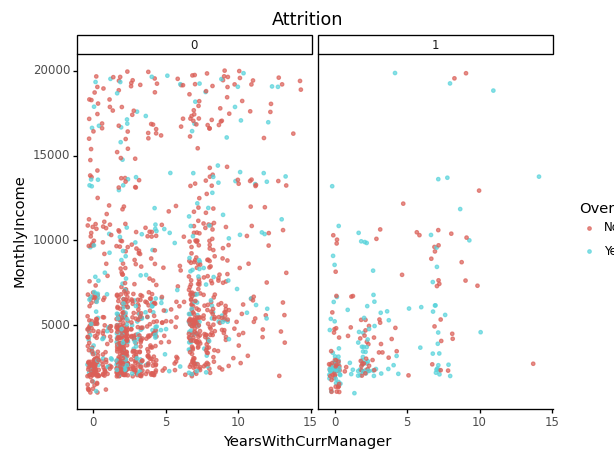 Attrition
0 1
20000
15000
10000
5000
MonthlyIncome
0 5 10 15 0 5 10 15
YearsWithCurrManager
Over
No
Ye